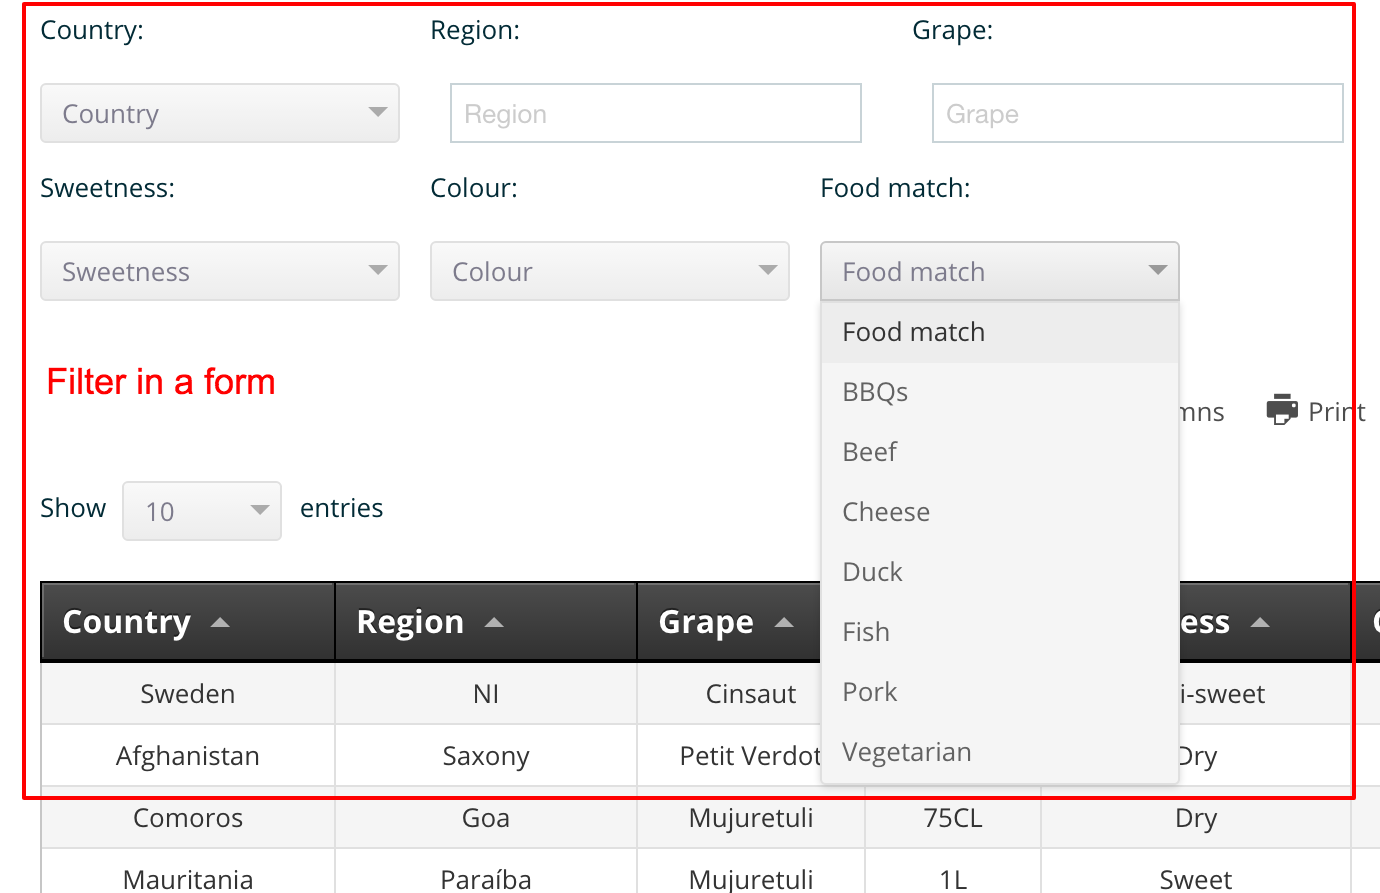 Country: Region: Grape:
Country Region Grape
Sweetness: Colour: Food match:
Sweetness Colour Food match
Food match
Filter in a form
BBQs
mns Print
Beef
Show 10 entries
Cheese
Duck
Country Region Grape ess
Fish
Sweden NI Cinsaut Pork i-sweet
Afghanistan Saxony Petit Verdot Vegetarian Dry
Comoros Goa Mujuretuli 75CL Dry
Mauritania Paraíba Mujuretuli 1L Sweet